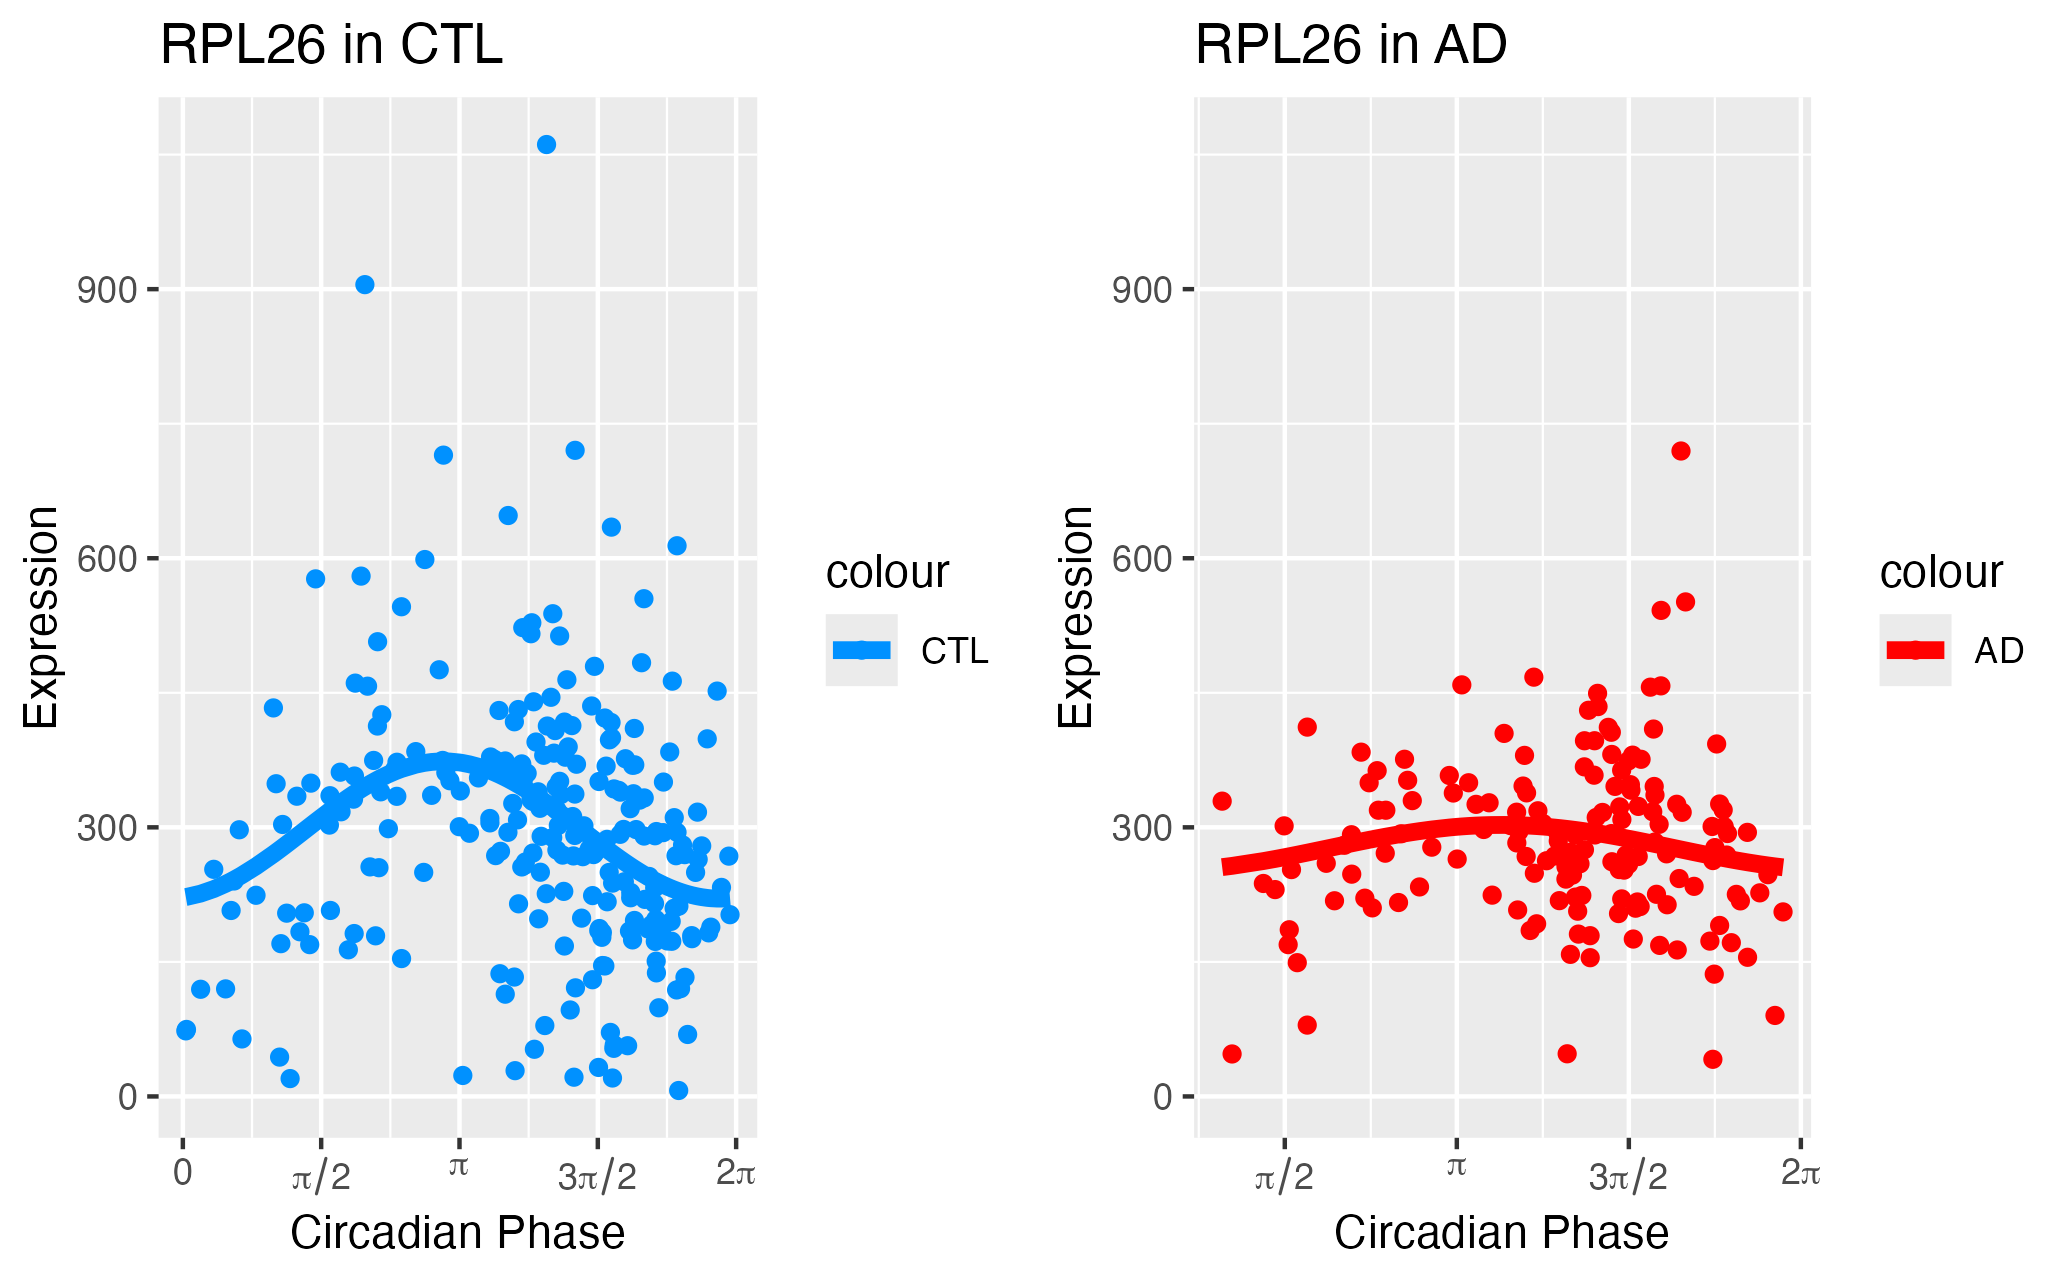 RPL26 in CTL
Expression
900
600
300
0
0 π/2 π 3π/2 2π
Circadian Phase
colour
CTL
RPL26 in AD
Expression
900
600
300
0
π/2 π 3π/2 2π
Circadian Phase
colour
AD